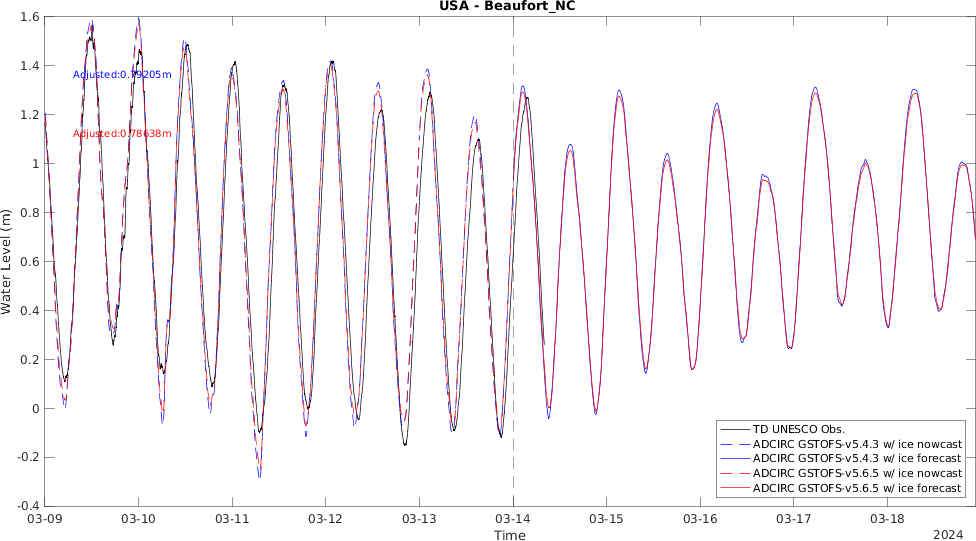 USA - Beaufort_NC
1.6
1.4
1.2
1
0.8
0.6
0.4
0.2
0
-0.2
-0.4
Water Level (m)
Adjusted:0.79205m
Adjusted:0.78638m
TD UNESCO Obs.
ADCIRC GSTOFS-v5.4.3 w/ ice nowcast
ADCIRC GSTOFS-v5.4.3 w/ ice forecast
ADCIRC GSTOFS-v5.6.5 w/ ice nowcast
ADCIRC GSTOFS-v5.6.5 w/ ice forecast
03-09 03-10 03-11 03-12 03-13 03-14 03-15 03-16 03-17 03-18
Time
2024